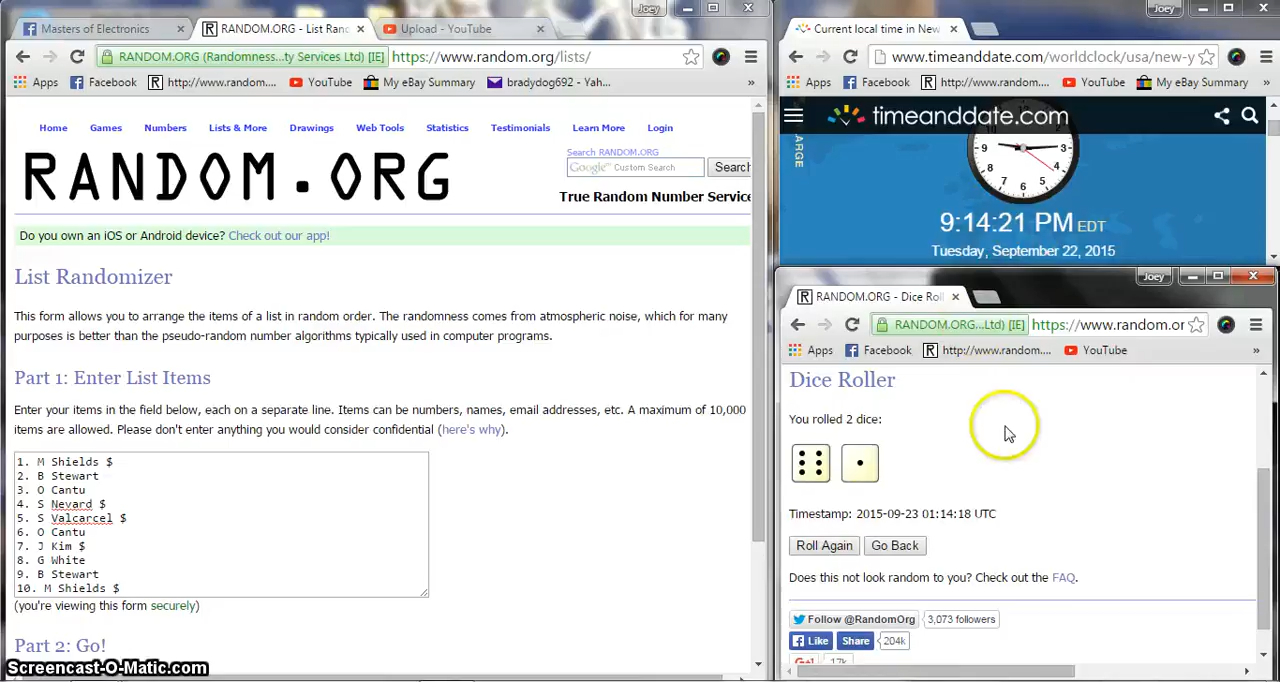 Masters of Electronics
RANDOM.ORG - List Ran
Upload - YouTube
Joey
RANDOM.ORG (Randomness...ty Services Ltd) [IE]
https://www.random.org/lists/
Apps
Facebook
http://www.random....
YouTube
My eBay Summary
bradydog692 - Yah...
»
Home
Games
Numbers
Lists & More
Drawings
Web Tools
Statistics
Testimonials
Learn More
Login
RANDOM.ORG
Search RANDOM.ORG
Google™ Custom Search
Search
True Random Number Service
Do you own an iOS or Android device? Check out our app!
List Randomizer
This form allows you to arrange the items of a list in random order. The randomness comes from atmospheric noise, which for many
purposes is better than the pseudo-random number algorithms typically used in computer programs.
Part 1: Enter List Items
Enter your items in the field below, each on a separate line. Items can be numbers, names, email addresses, etc. A maximum of 10,000
items are allowed. Please don't enter anything you would consider confidential (here's why).
1. M Shields $
2. B Stewart
3. O Cantu
4. S Nevard $
5. S Valcarcel $
6. O Cantu
7. J Kim $
8. G White
9. B Stewart
10. M Shields $
(you're viewing this form securely)
Part 2: Go!
Screencast-O-Matic.com
Joey
Current local time in New
www.timeanddate.com/worldclock/usa/new-y
Apps
Facebook
http://www.random....
YouTube
My eBay Summary
»
timeanddate.com
LARGE
9
3
8
4
7
6
5
9:14:21 PM EDT
Tuesday, September 22, 2015
Joey
RANDOM.ORG - Dice Roll
RANDOM.ORG...Ltd) [IE]
https://www.random.or
Apps
Facebook
http://www.random....
YouTube
»
Dice Roller
You rolled 2 dice:
Timestamp: 2015-09-23 01:14:18 UTC
Roll Again
Go Back
Does this not look random to you? Check out the FAQ.
Follow @RandomOrg
3,073 followers
Like
Share
204k
17k